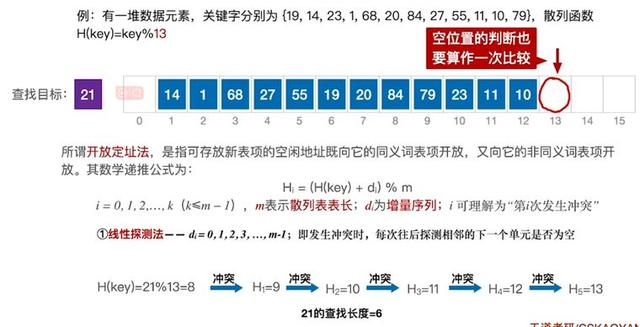 例：有一堆数据元素，关键字分别为 {19, 14, 23, 1, 68, 20, 84, 27, 55, 11, 10, 79}，散列函数
H(key)=key%13
空位置的判断也
要算作一次比较
查找目标： 21 14 1 68 27 55 19 20 84 79 23 11 10
0 1 2 3 4 5 6 7 8 9 10 11 12 13 14 15
所谓开放定址法，是指可存放新表项的空闲地址既向它的同义词表项开放，又向它的非同义词表项开
放。其数学递推公式为：
Hᵢ = (H(key) + dᵢ) % m
i = 0, 1, 2,..., k (k≤m − 1)，m表示散列表表长；dᵢ为增量序列；i 可理解为“第i次发生冲突”
①线性探测法—— dᵢ= 0, 1, 2, 3, ..., m-1；即发生冲突时，每次往后探测相邻的下一个单元是否为空
冲突 冲突 冲突 冲突 冲突
H(key)=21%13=8 H₁=9 H₂=10 H₃=11 H₄=12 H₅=13
21的查找长度=6